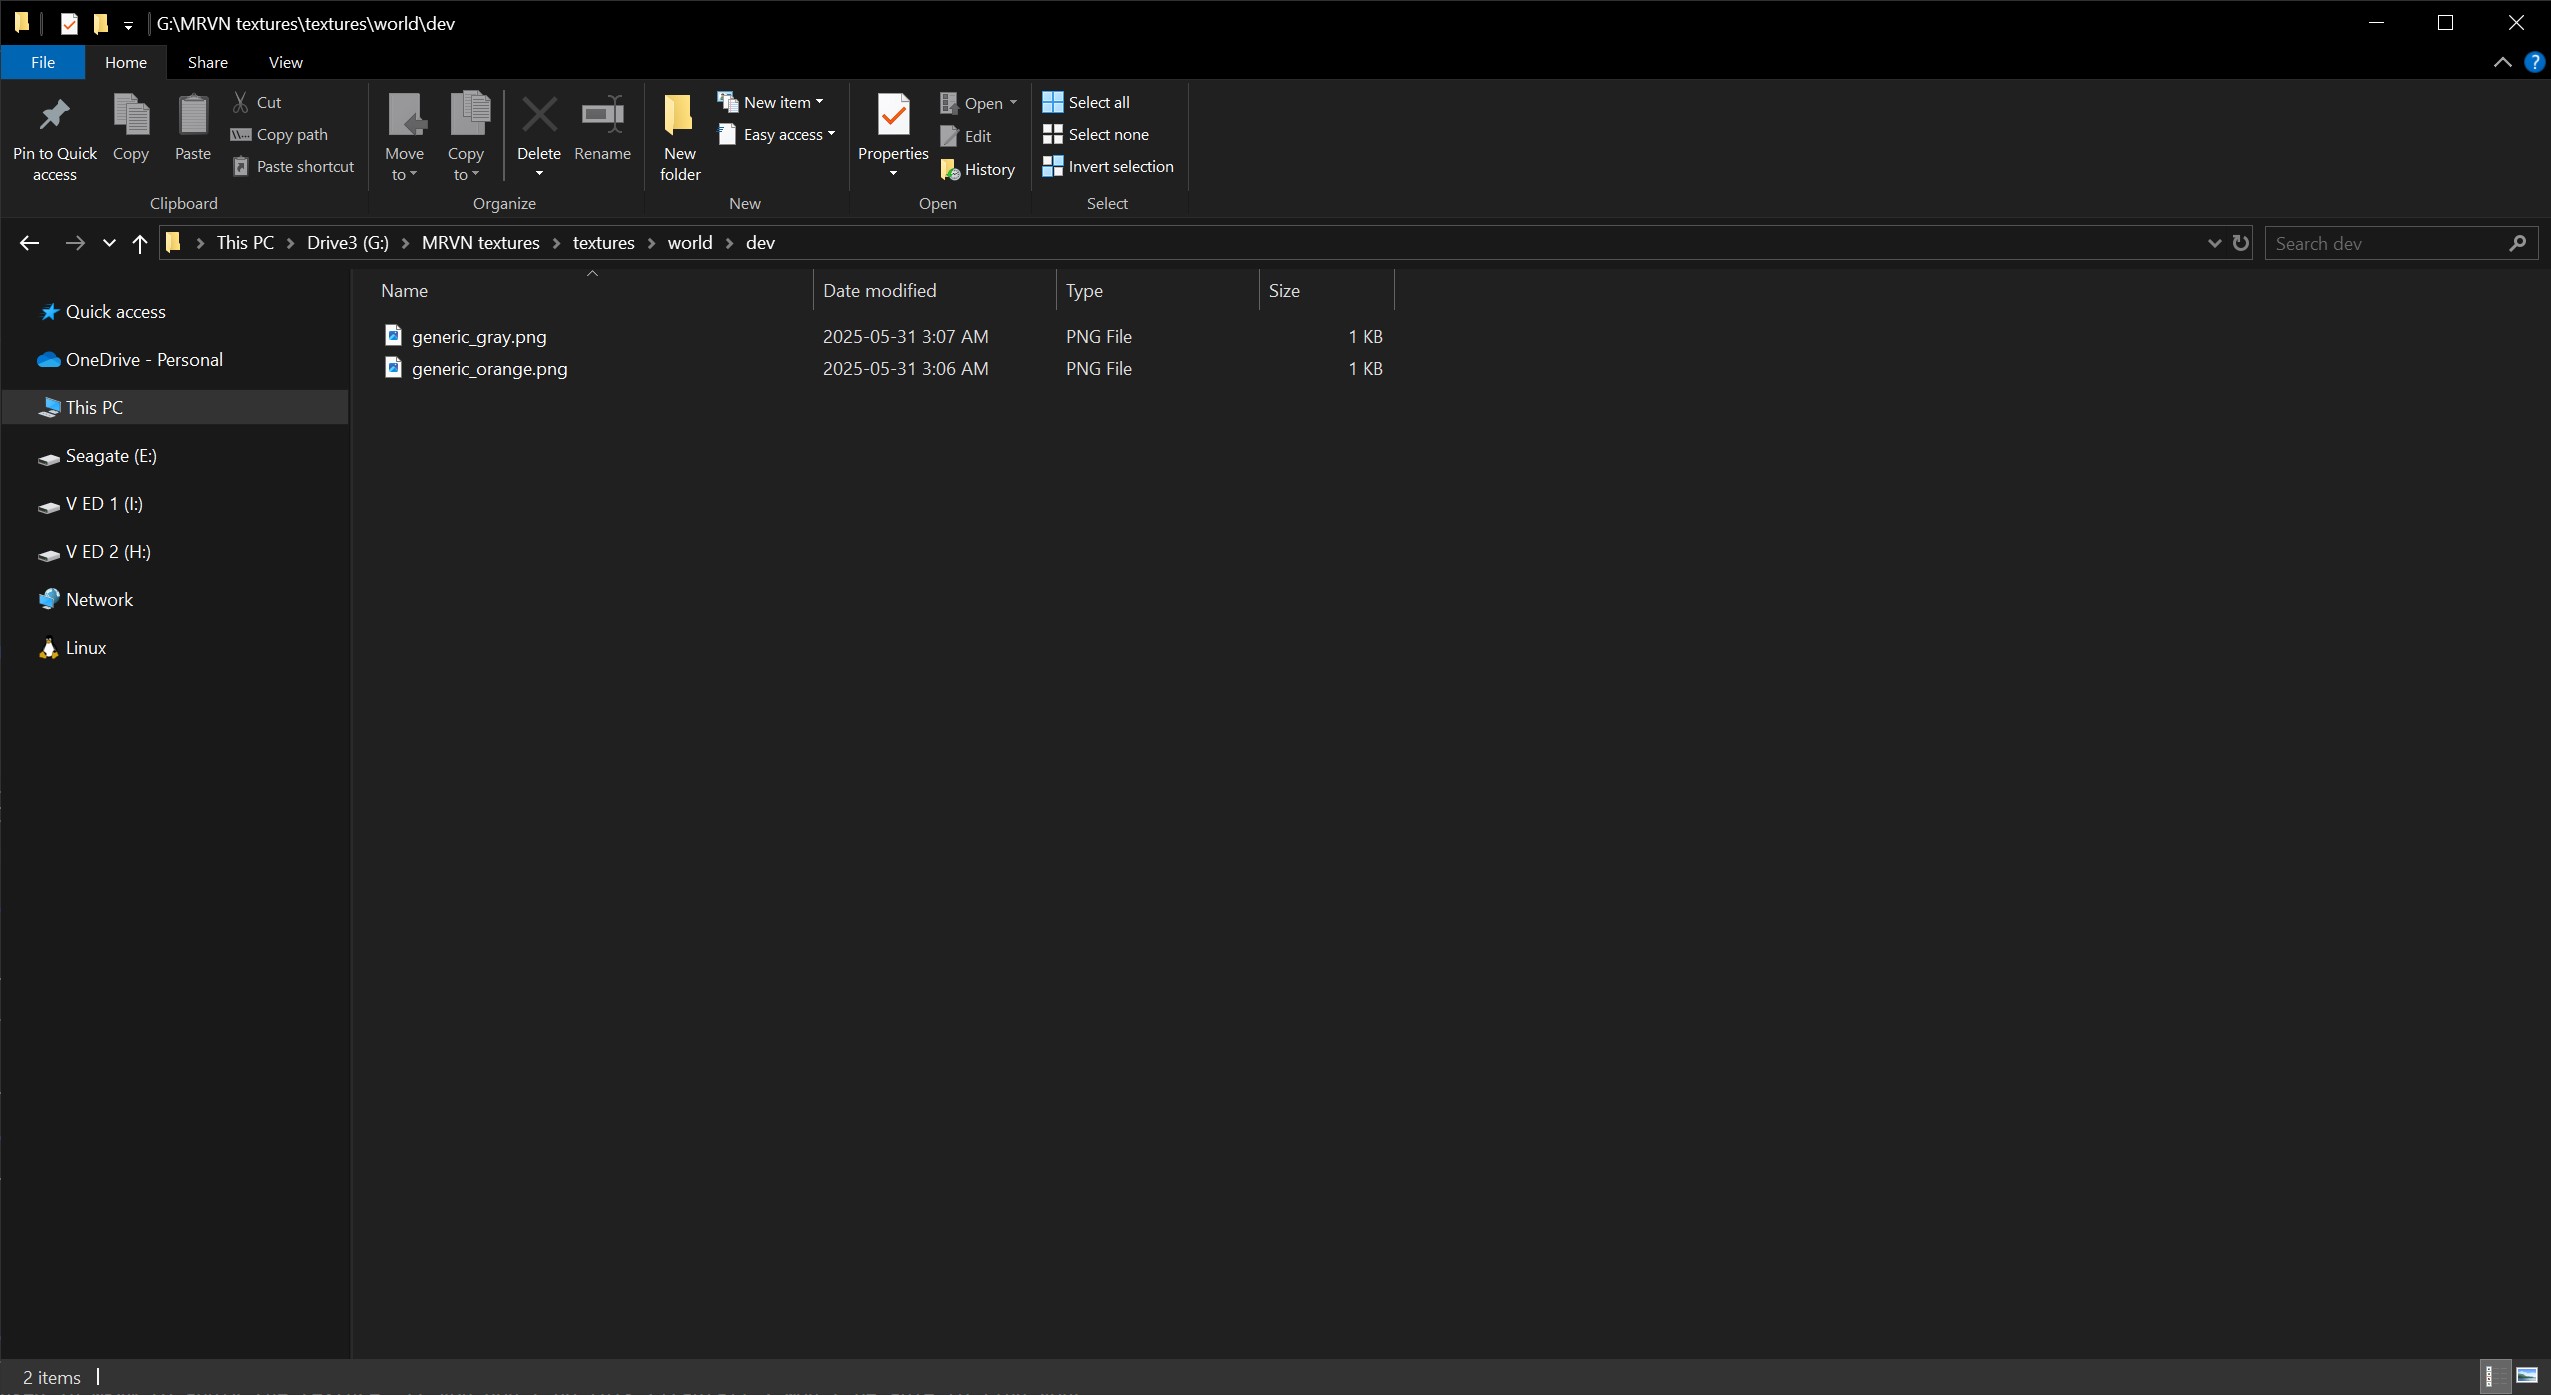 G:\MRVN textures\textures\world\dev
File Home Share View
Pin to Quick access
Copy
Paste
Cut
Copy path
Paste shortcut
Clipboard
Move to
Copy to
Delete
Rename
Organize
New folder
New item
Easy access
New
Properties
Open
Edit
History
Open
Select all
Select none
Invert selection
Select
This PC Drive3 (G:) MRVN textures textures world dev
Search dev
Quick access
OneDrive - Personal
This PC
Seagate (E:)
V ED 1 (I:)
V ED 2 (H:)
Network
Linux
Name Date modified Type Size
generic_gray.png 2025-05-31 3:07 AM PNG File 1 KB
generic_orange.png 2025-05-31 3:06 AM PNG File 1 KB
2 items